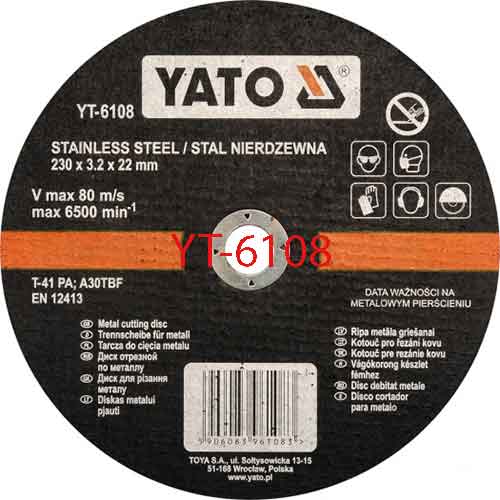 YATO ®
YT-6108
STAINLESS STEEL / STAL NIERDZEWNA
230 x 3.2 x 22 mm
V max 80 m/s
max 6500 min-1
YT-6108
T-41 PA; A30TBF
EN 12413
DATA WAŻNOŚCI NA
METALOWYM PIERŚCIENIU
Metal cutting disc
Trennscheibe für metall
Tarcza do cięcia metalu
Диск отрезной
по металлу
Диск для різання
металу
Diskas metalui
pjauti
Ripa metāla griešanai
Kotouč pro řezání kovu
Kotouč pre rezanie kovu
Vágókorong készlet
fémhez
Disc debitat metale
Disco cortador
para metalo
5 906083 961083
TOYA S.A., ul. Sołtysowicka 13-15
51-168 Wrocław, Polska
www.yato.pl